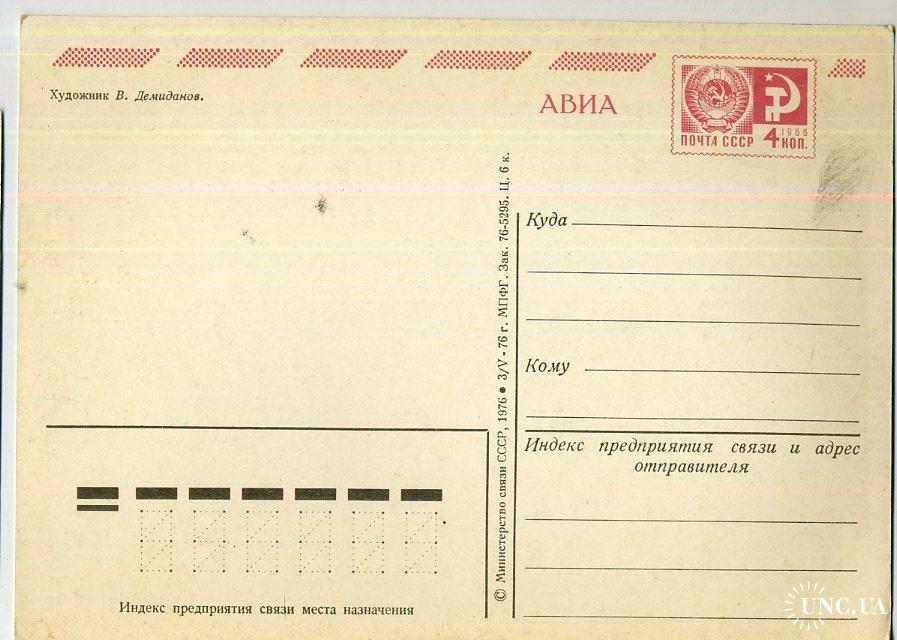 Художник В. Демиданов.
АВИА
ПОЧТА СССР 4 1966 КОП.
Куда
Кому
Индекс предприятия связи и адрес
отправителя
© Министерство связи СССР, 1976 • 3/V - 76 г. МПФГ. Зак. 76-5295. Ц. 6 к.
Индекс предприятия связи места назначения
UNC.UA